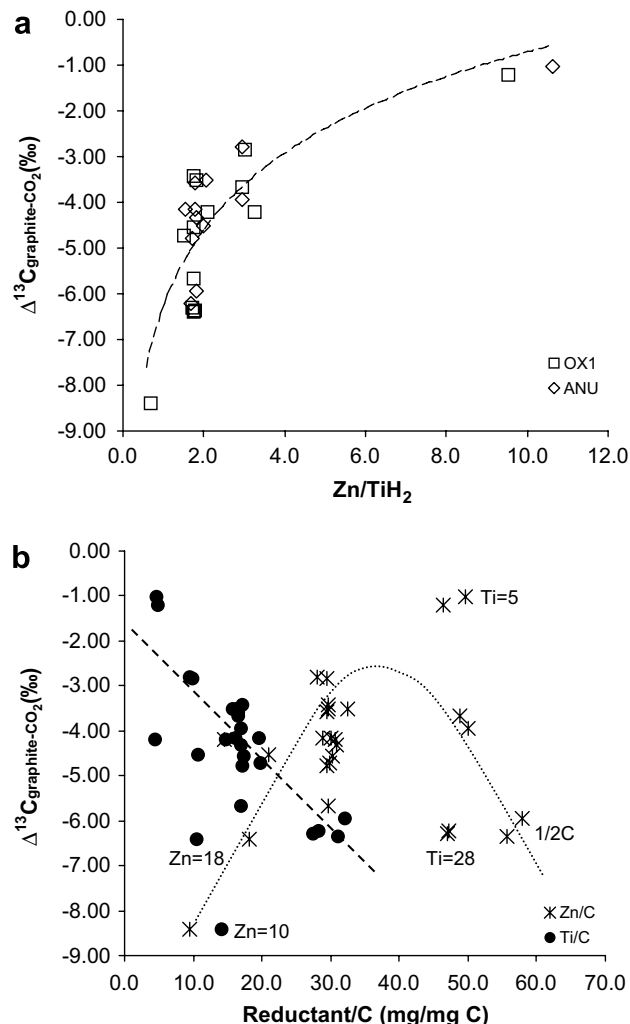 a
0.00
-1.00
-2.00
-3.00
-4.00
-5.00
-6.00
-7.00
-8.00
-9.00
Δ¹³Cgraphite-CO₂(‰)
OX1
ANU
0.0 2.0 4.0 6.0 8.0 10.0 12.0
Zn/TiH₂
b
0.00
-1.00
-2.00
-3.00
-4.00
-5.00
-6.00
-7.00
-8.00
-9.00
Δ¹³Cgraphite-CO₂(‰)
Ti=5
1/2C
Zn=18
Ti=28
Zn=10
Zn/C
Ti/C
0.0 10.0 20.0 30.0 40.0 50.0 60.0 70.0
Reductant/C (mg/mg C)